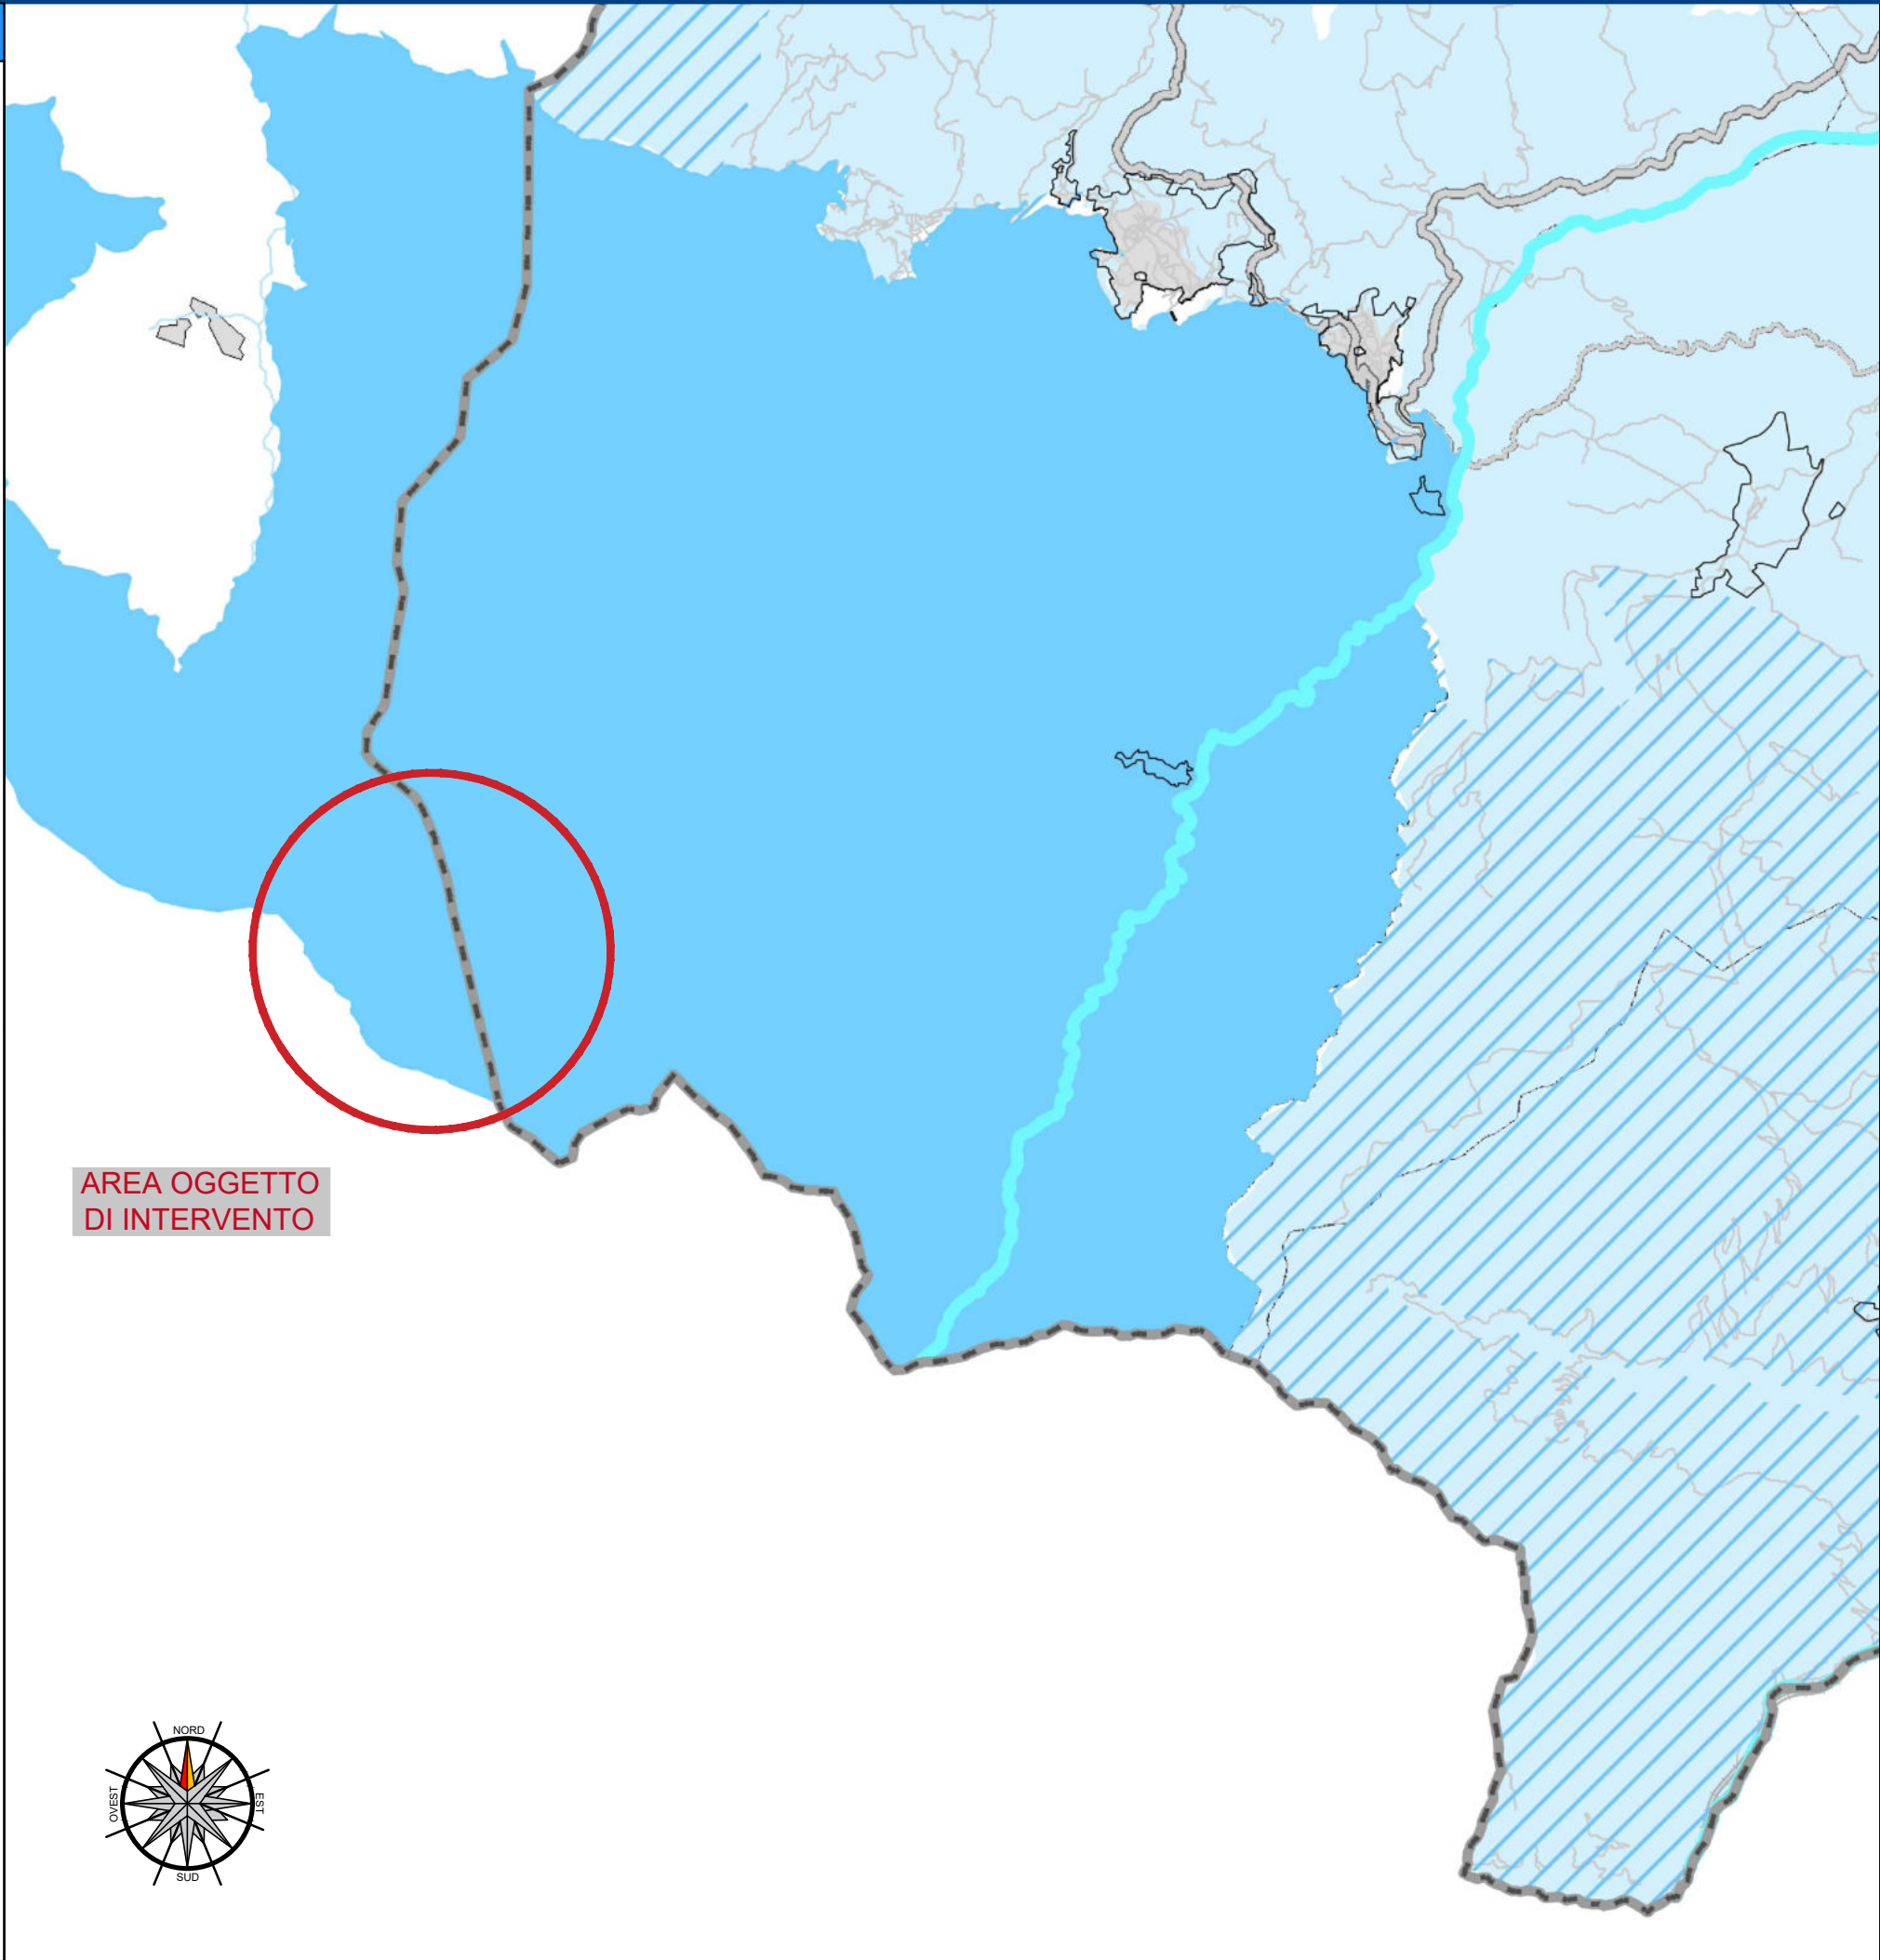 AREA OGGETTO
DI INTERVENTO
NORD
OVEST
EST
SUD